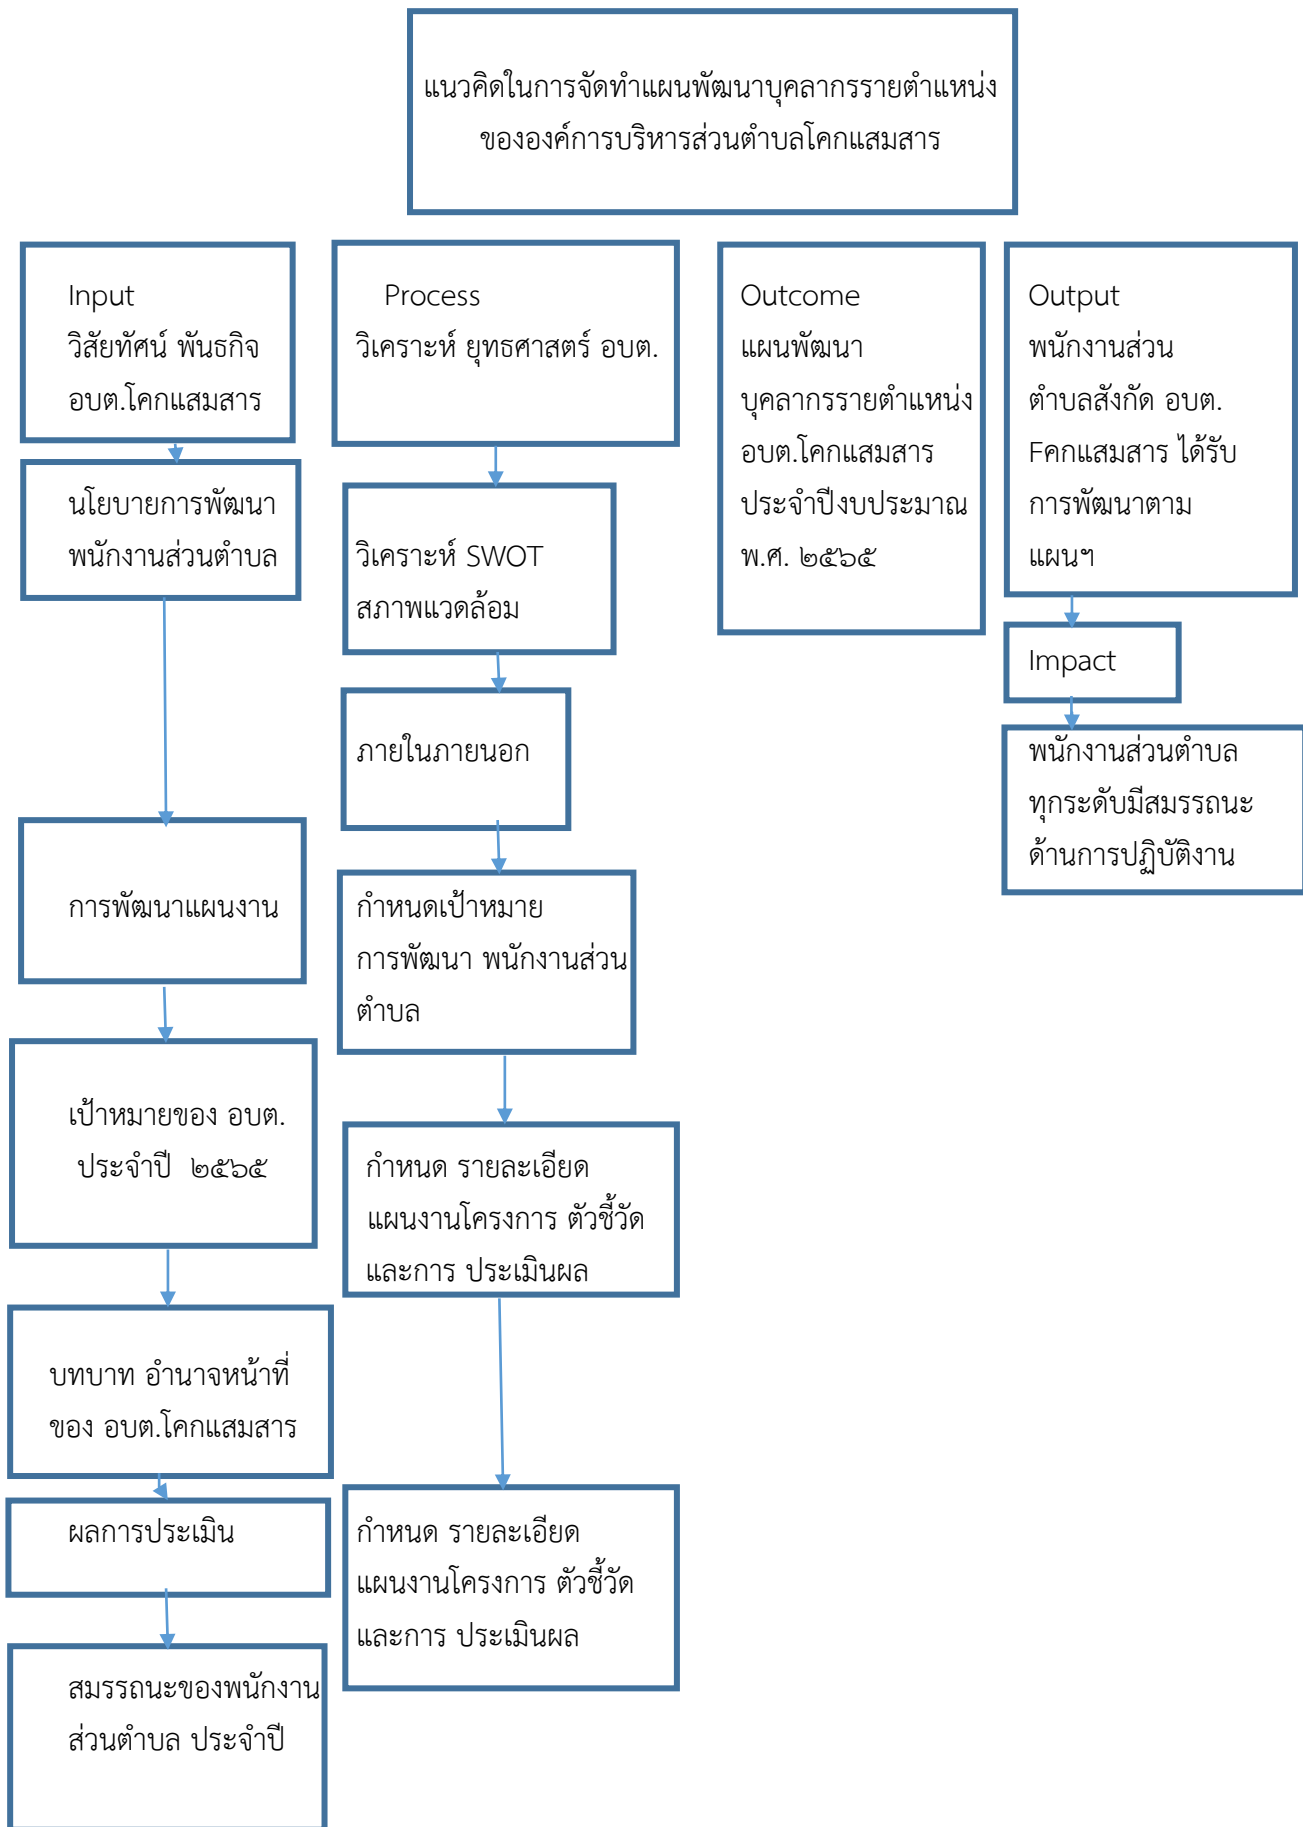 แนวคิดในการจัดทำแผนพัฒนาบุคลากรรายตำแหน่ง
ขององค์การบริหารส่วนตำบลโคกแสมสาร
Input
วิสัยทัศน์ พันธกิจ
อบต.โคกแสมสาร
นโยบายการพัฒนา
พนักงานส่วนตำบล
การพัฒนาแผนงาน
เป้าหมายของ อบต.
ประจำปี ๒๕๖๕
บทบาท อำนาจหน้าที่
ของ อบต.โคกแสมสาร
ผลการประเมิน
สมรรถนะของพนักงาน
ส่วนตำบล ประจำปี
Process
วิเคราะห์ ยุทธศาสตร์ อบต.
วิเคราะห์ SWOT
สภาพแวดล้อม
ภายในภายนอก
กำหนดเป้าหมาย
การพัฒนา พนักงานส่วน
ตำบล
กำหนด รายละเอียด
แผนงานโครงการ ตัวชี้วัด
และการ ประเมินผล
กำหนด รายละเอียด
แผนงานโครงการ ตัวชี้วัด
และการ ประเมินผล
Outcome
แผนพัฒนา
บุคลากรรายตำแหน่ง
อบต.โคกแสมสาร
ประจำปีงบประมาณ
พ.ศ. ๒๕๖๕
Output
พนักงานส่วน
ตำบลสังกัด อบต.
Fคกแสมสาร ได้รับ
การพัฒนาตาม
แผนฯ
Impact
พนักงานส่วนตำบล
ทุกระดับมีสมรรถนะ
ด้านการปฏิบัติงาน